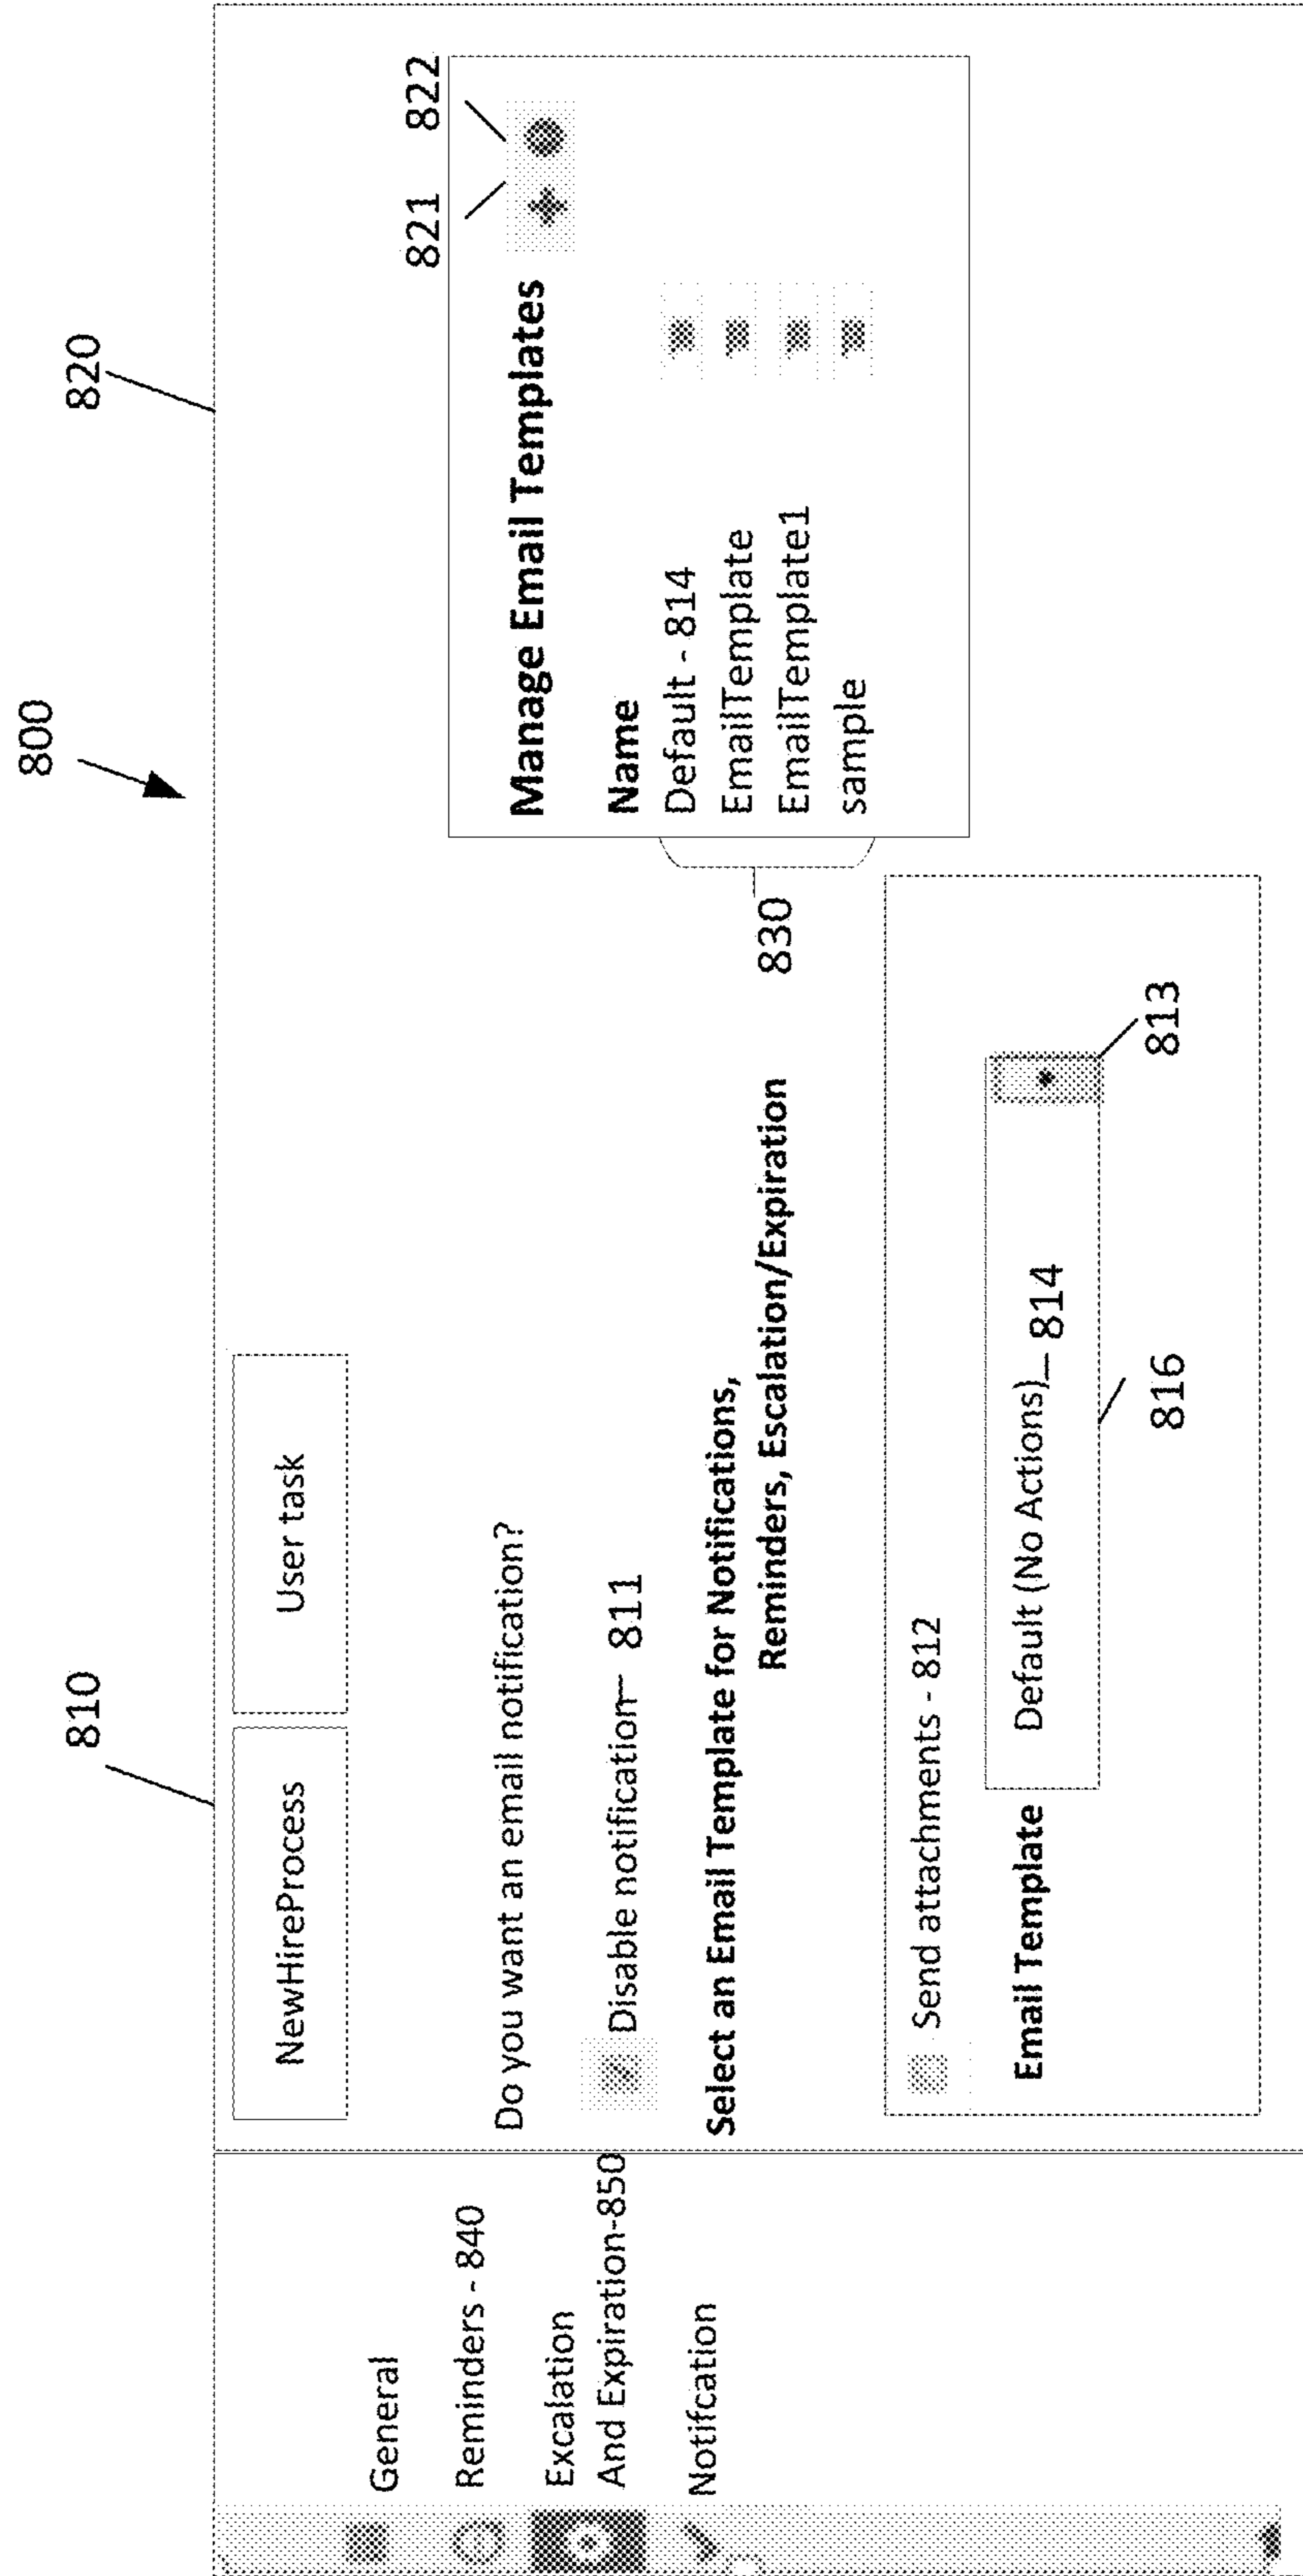 800
810
820
NewHireProcess
User task
821
822
General
Reminders - 840
Excalation
And Expiration-850
Notifcation
Do you want an email notification?
Disable notification 811
Select an Email Template for Notifications,
Reminders, Escalation/Expiration
Manage Email Templates
Name
Default - 814
EmailTemplate
EmailTemplate1
sample
830
Send attachments - 812
Email Template
Default (No Actions) 814
813
816